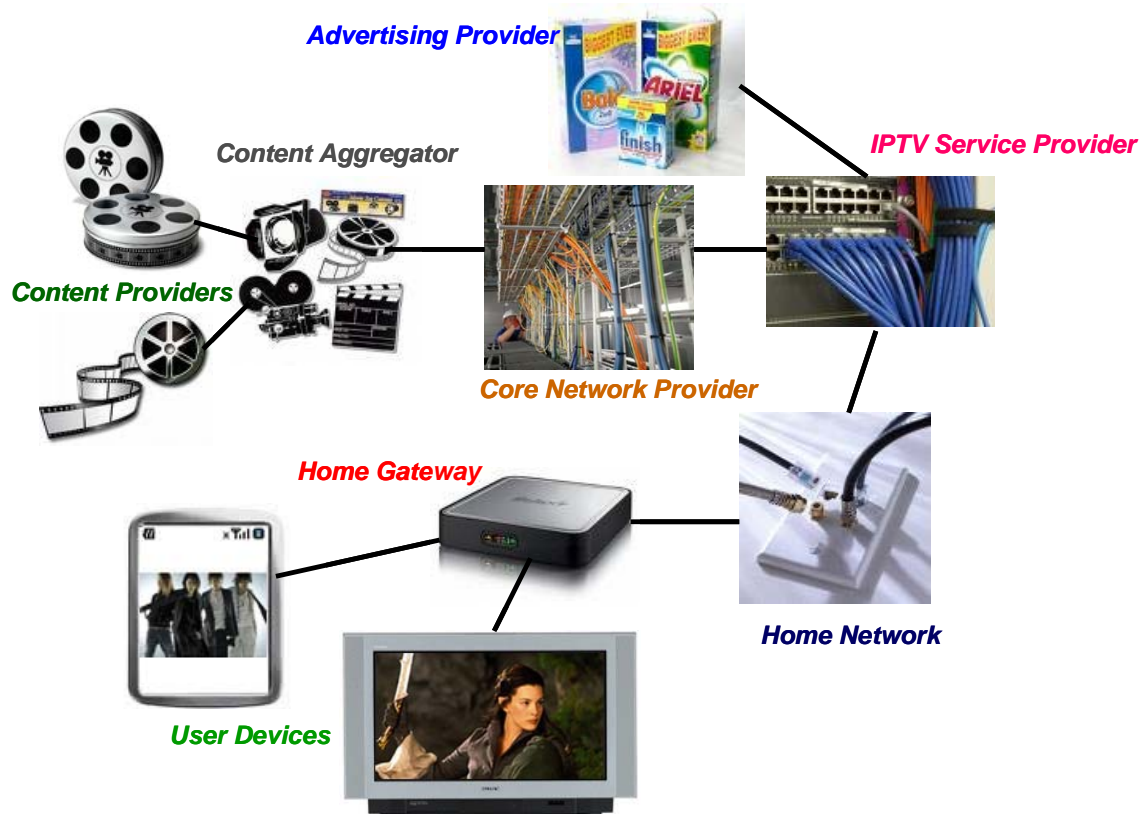 Advertising Provider
BIGGEST EVER!
BIGGEST EVER!
Bold
ARIEL
finish
IPTV Service Provider
Content Aggregator
Content Providers
Core Network Provider
Home Gateway
Home Network
User Devices